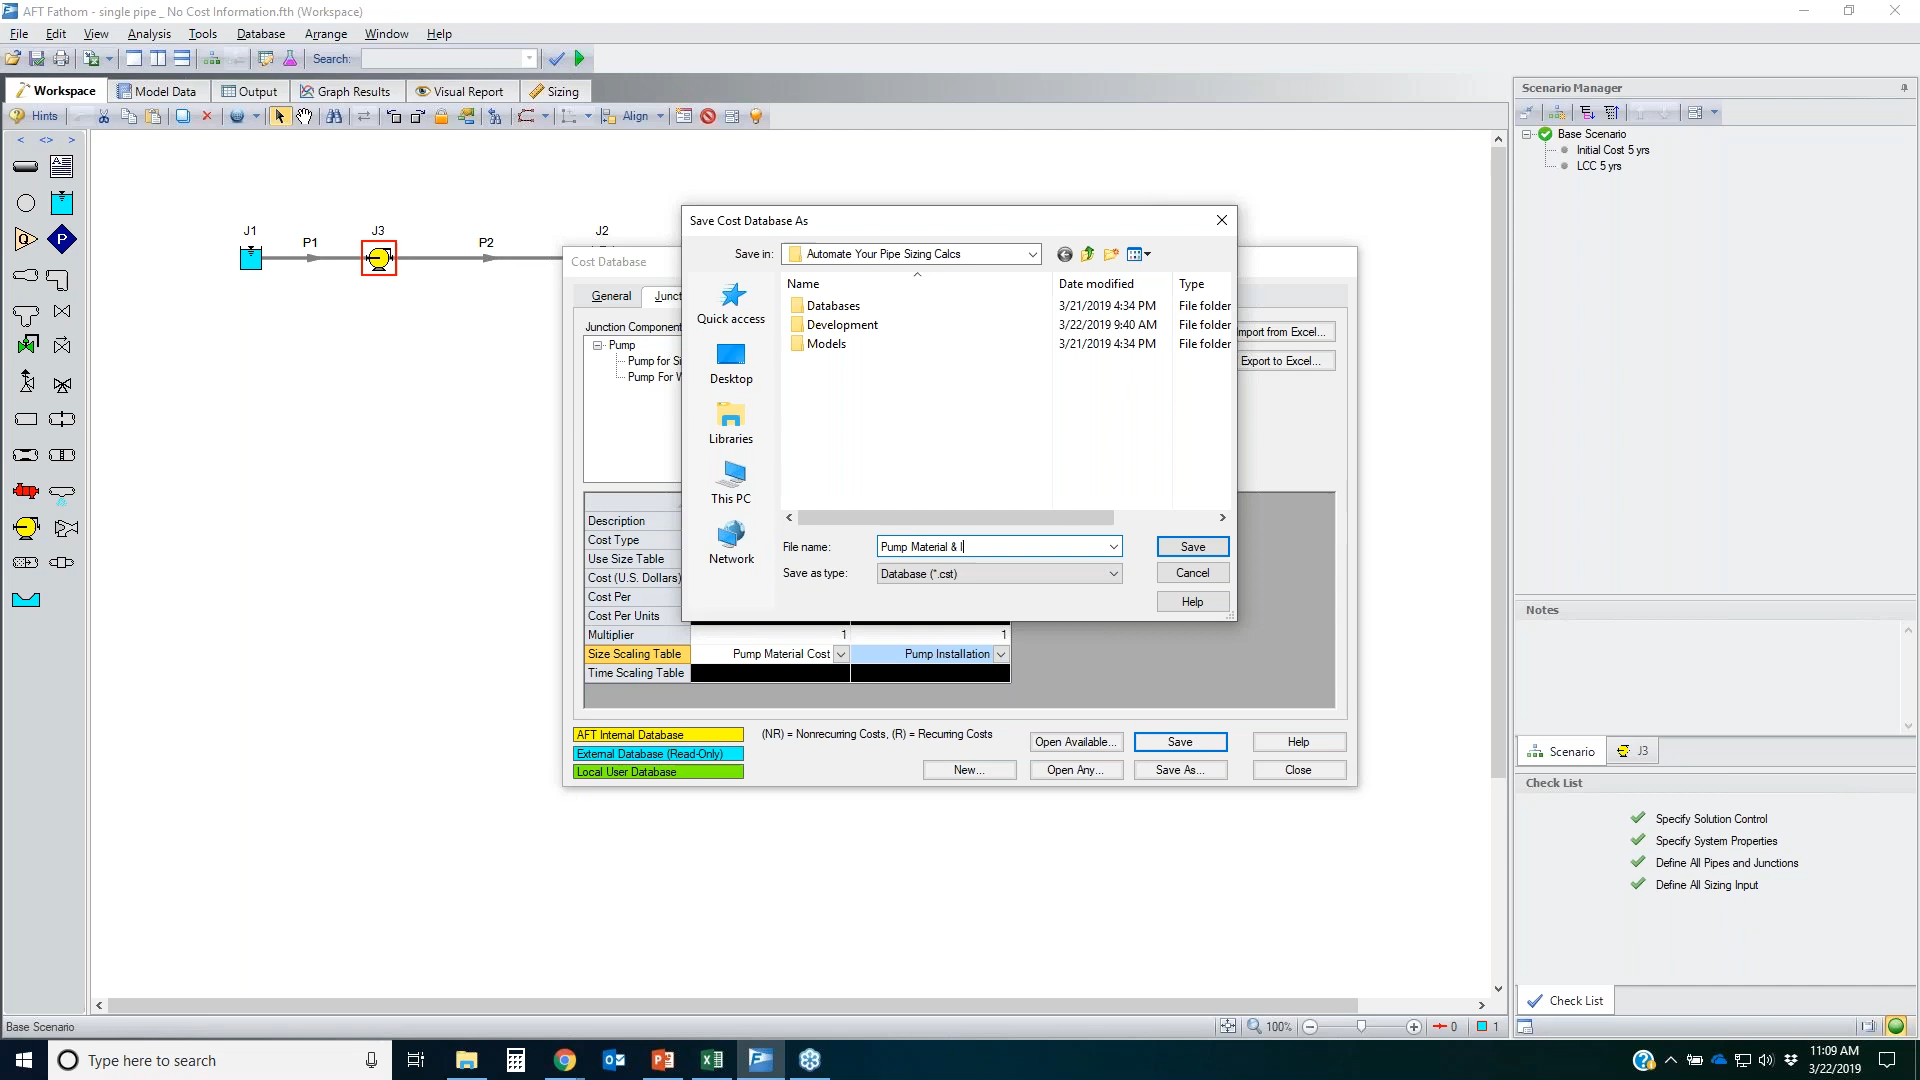 AFT Fathom - single pipe _ No Cost Information.fth (Workspace)
File Edit View Analysis Tools Database Arrange Window Help
Search:
Workspace Model Data Output Graph Results Visual Report Sizing
Hints Align
< <> >
J1 P1 J3 P2 J2
Scenario Manager
Base Scenario
Initial Cost 5 yrs
LCC 5 yrs
Save Cost Database As
Save in: Automate Your Pipe Sizing Calcs
Name Date modified Type
Databases 3/21/2019 4:34 PM File folder
Development 3/22/2019 9:40 AM File folder
Models 3/21/2019 4:34 PM File folder
Quick access
Desktop
Libraries
This PC
Network
File name: Pump Material & I
Save as type: Database (*.cst)
Save
Cancel
Help
Cost Database
General
Junction Component
Pump
Export to Excel...
Description
Cost Type
Use Size Table
Cost (U.S. Dollars)
Cost Per
Cost Per Units
Multiplier 1 1
Size Scaling Table Pump Material Cost Pump Installation
Time Scaling Table
AFT Internal Database
External Database (Read-Only)
Local User Database
(NR) = Nonrecurring Costs, (R) = Recurring Costs
Open Available... Save Help
New... Open Any... Save As... Close
Notes
Scenario J3
Check List
Specify Solution Control
Specify System Properties
Define All Pipes and Junctions
Define All Sizing Input
Check List
Base Scenario 100% 0 1
Type here to search
11:09 AM
3/22/2019